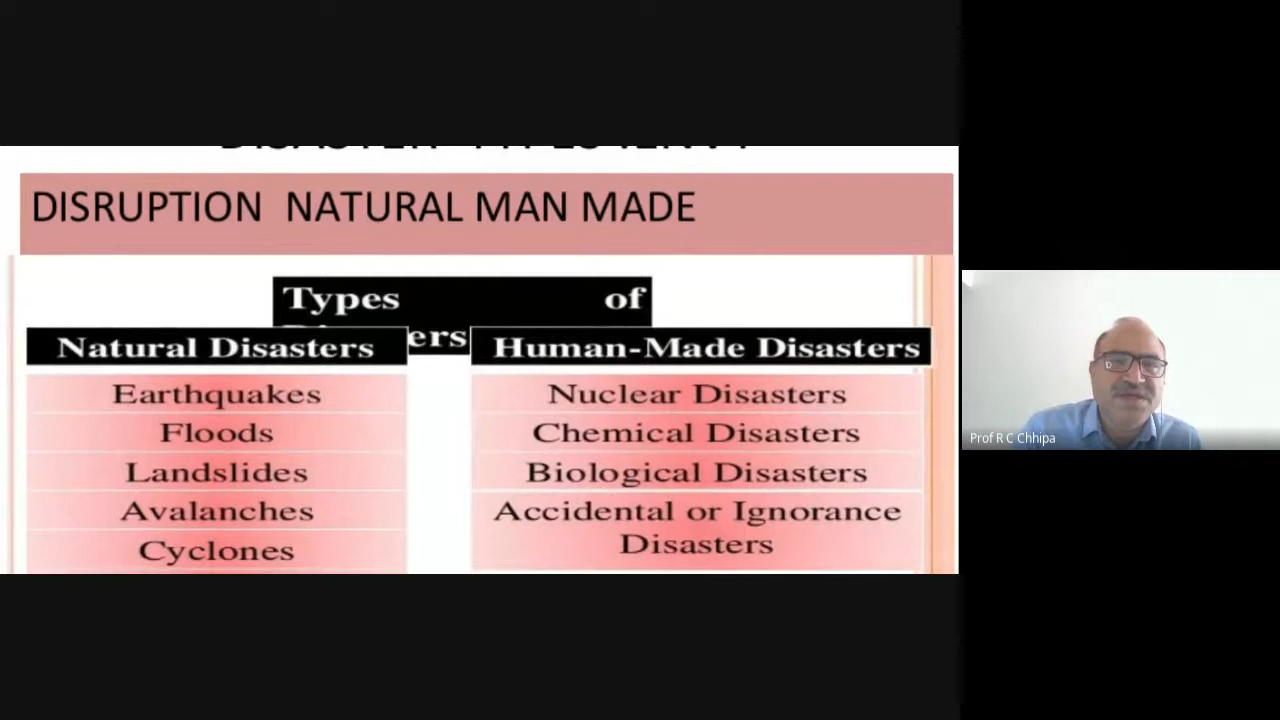 DISRUPTION NATURAL MAN MADE
Types of
ers
Natural Disasters
Human-Made Disasters
Earthquakes
Nuclear Disasters
Floods
Chemical Disasters
Landslides
Biological Disasters
Avalanches
Accidental or Ignorance
Disasters
Cyclones
Prof R C Chhipa